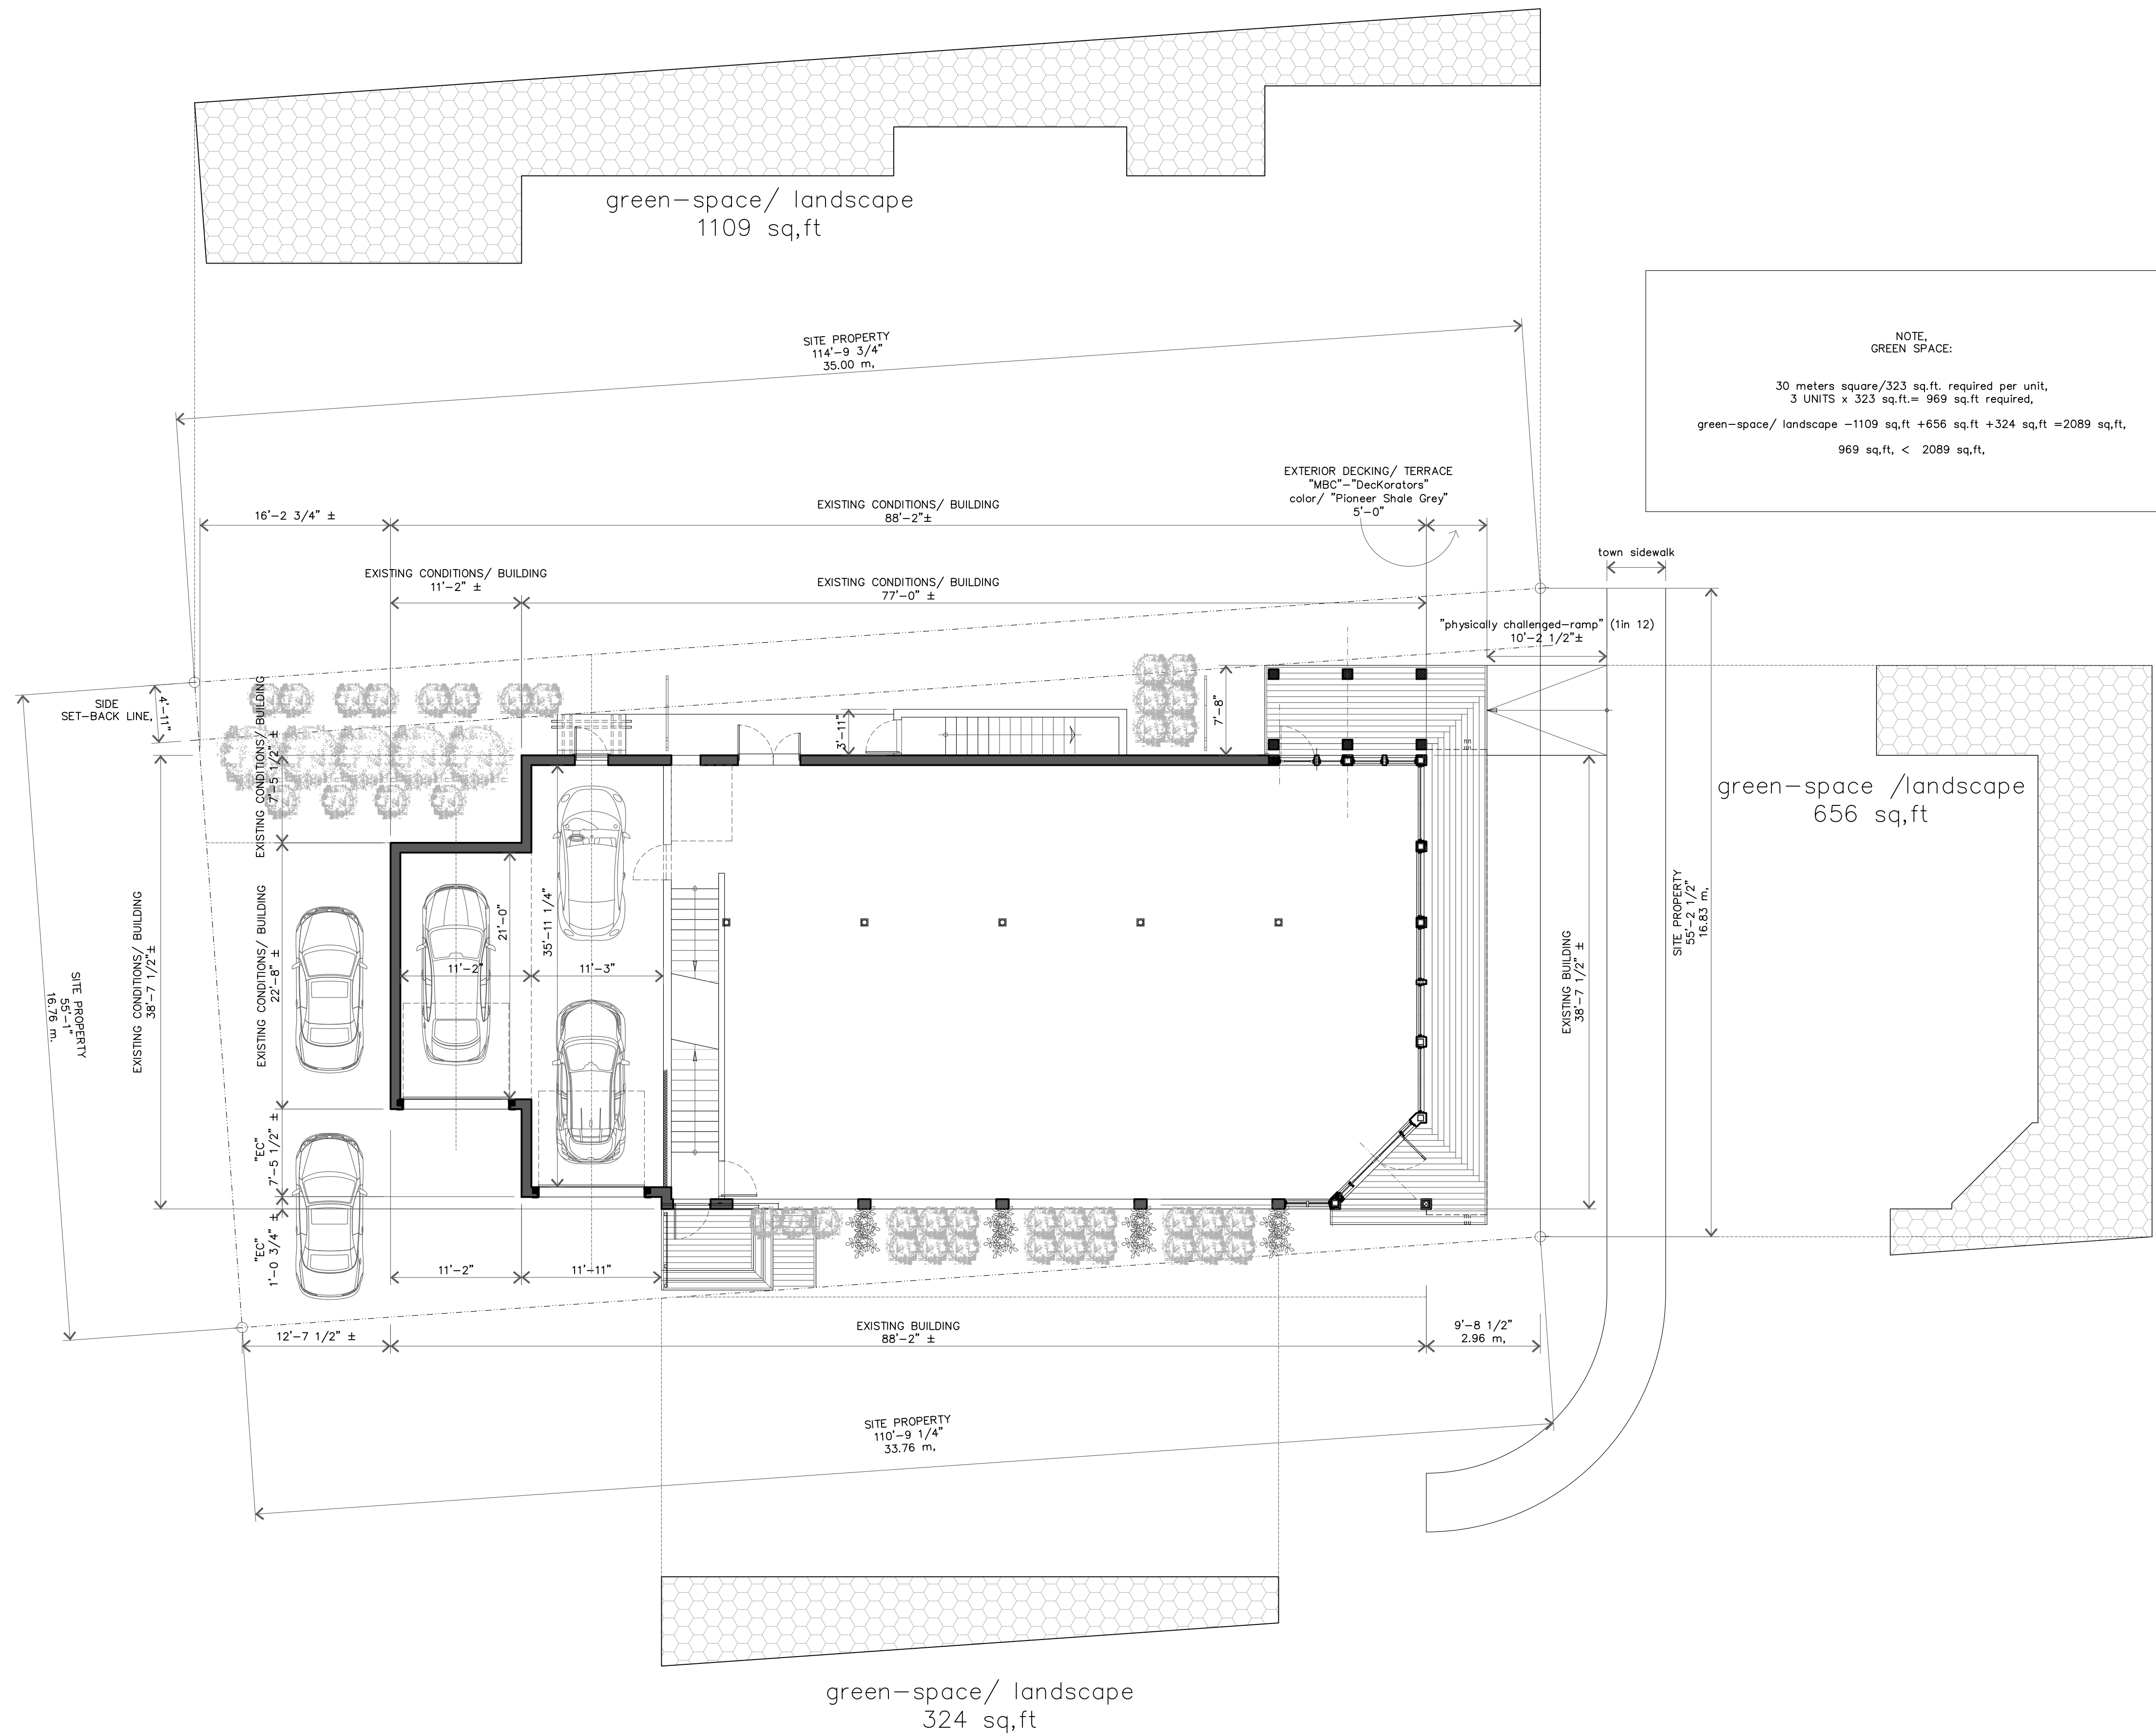 green-space/ landscape
1109 sq,ft
SITE PROPERTY
114'-9 3/4"
35.00 m,
NOTE,
GREEN SPACE:
30 meters square/323 sq.ft. required per unit,
3 UNITS x 323 sq.ft.= 969 sq.ft required,
green-space/ landscape -1109 sq,ft +656 sq.ft +324 sq,ft =2089 sq,ft,
969 sq,ft, < 2089 sq,ft,
EXTERIOR DECKING/ TERRACE
"MBC"-"DecKorators"
color/ "Pioneer Shale Grey"
5'-0"
16'-2 3/4" ±
EXISTING CONDITIONS/ BUILDING
88'-2"±
town sidewalk
EXISTING CONDITIONS/ BUILDING
11'-2" ±
EXISTING CONDITIONS/ BUILDING
77'-0" ±
"physically challenged-ramp" (1in 12)
10'-2 1/2"±
SIDE
SET-BACK LINE,
4'-11"
EXISTING CONDITIONS/ BUILDING
7'-5 1/2" ±
3'-11"
7'-8"
green-space /landscape
656 sq,ft
EXISTING CONDITIONS/ BUILDING
38'-7 1/2"±
EXISTING CONDITIONS/ BUILDING
22'-8" ±
21'-0"
35'-11 1/4"
11'-2"
11'-3"
EXISTING BUILDING
38'-7 1/2" ±
SITE PROPERTY
55'-2 1/2"
16.83 m,
SITE PROPERTY
55'-1"
16.76 m.
"EC"
7'-5 1/2" ±
"EC"
1'-0 3/4" ±
11'-2"
11'-11"
12'-7 1/2" ±
EXISTING BUILDING
88'-2" ±
9'-8 1/2"
2.96 m,
SITE PROPERTY
110'-9 1/4"
33.76 m,
green-space/ landscape
324 sq,ft